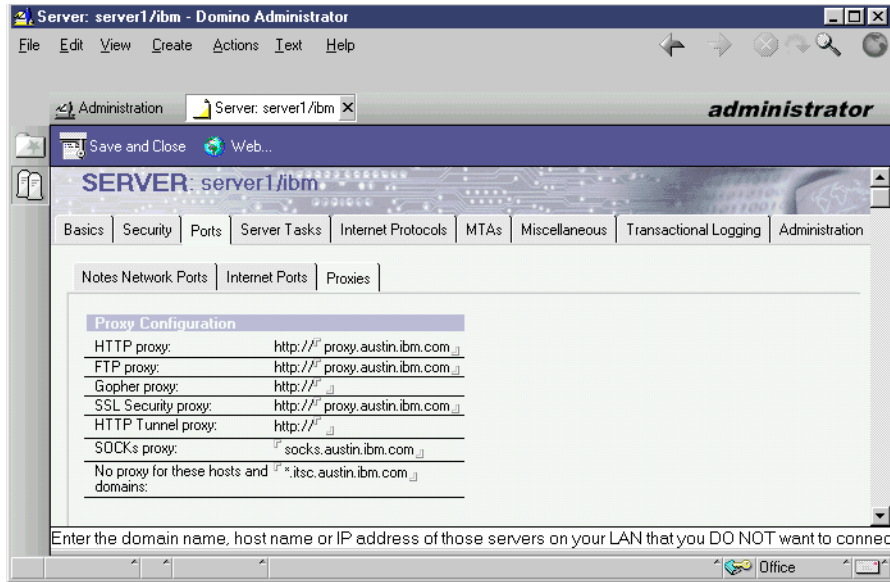 Server: server1/ibm - Domino Administrator
File Edit View Create Actions Text Help
Administration Server: server1/ibm administrator
Save and Close Web...
SERVER: server1/ibm
Basics Security Ports Server Tasks Internet Protocols MTAs Miscellaneous Transactional Logging Administration
Notes Network Ports Internet Ports Proxies
Proxy Configuration
HTTP proxy: http:// proxy.austin.ibm.com
FTP proxy: http:// proxy.austin.ibm.com
Gopher proxy: http://
SSL Security proxy: http:// proxy.austin.ibm.com
HTTP Tunnel proxy: http://
SOCKs proxy: socks.austin.ibm.com
No proxy for these hosts and *.itsc.austin.ibm.com
domains:
Enter the domain name, host name or IP address of those servers on your LAN that you DO NOT want to connec
Office